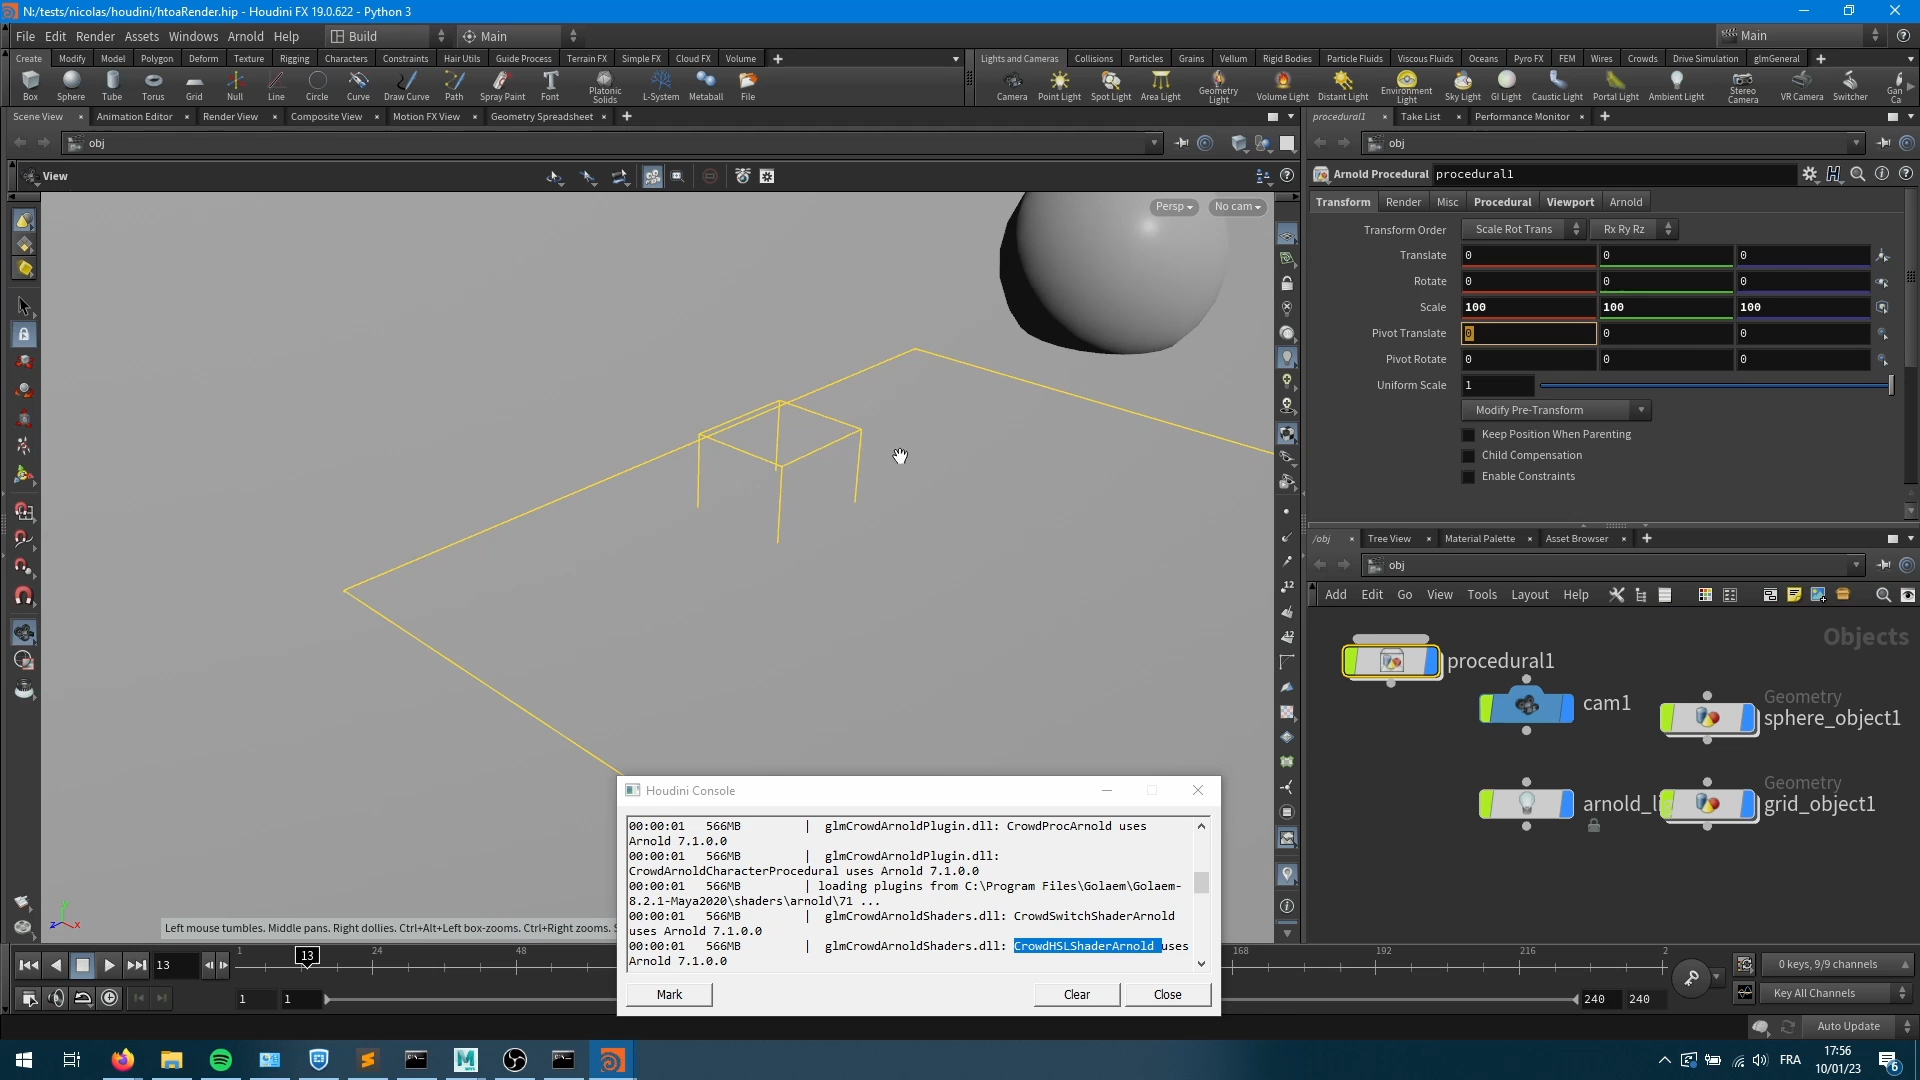 N:/tests/nicolas/houdini/htoaRender.hip - Houdini FX 19.0.622 - Python 3
File Edit Render Assets Windows Arnold Help Build Main Main
Create Modify Model Polygon Deform Texture Rigging Characters Constraints Hair Utils Guide Process Terrain FX Simple FX Cloud FX Volume
Lights and Cameras Collisions Particles Grains Vellum Rigid Bodies Particle Fluids Viscous Fluids Oceans Pyro FX FEM Wires Crowds Drive Simulation glmGeneral
Box Sphere Tube Torus Grid Null Line Circle Curve Draw Curve Path Spray Paint Font Platonic Solids L-System Metaball File
Camera Point Light Spot Light Area Light Geometry Light Volume Light Distant Light Environment Light Sky Light GI Light Caustic Light Portal Light Ambient Light Stereo Camera VR Camera Switcher Gan Ca
Scene View Animation Editor Render View Composite View Motion FX View Geometry Spreadsheet
obj
View
Persp No cam
procedural1 Take List Performance Monitor
obj
Arnold Procedural procedural1
Transform Render Misc Procedural Viewport Arnold
Transform Order Scale Rot Trans Rx Ry Rz
Translate 0 0 0
Rotate 0 0 0
Scale 100 100 100
Pivot Translate 0 0 0
Pivot Rotate 0 0 0
Uniform Scale 1
Modify Pre-Transform
Keep Position When Parenting
Child Compensation
Enable Constraints
/obj Tree View Material Palette Asset Browser
obj
Add Edit Go View Tools Layout Help
Objects
procedural1
cam1
Geometry
sphere_object1
arnold_li
Geometry
grid_object1
12
12
y
z x
Left mouse tumbles. Middle pans. Right dollies. Ctrl+Alt+Left box-zooms. Ctrl+Right zooms. S
Houdini Console
00:00:01 566MB | glmCrowdArnoldPlugin.dll: CrowdProcArnold uses
Arnold 7.1.0.0
00:00:01 566MB | glmCrowdArnoldPlugin.dll:
CrowdArnoldCharacterProcedural uses Arnold 7.1.0.0
00:00:01 566MB | loading plugins from C:\Program Files\Golaem\Golaem-
8.2.1-Maya2020\shaders\arnold\71 ...
00:00:01 566MB | glmCrowdArnoldShaders.dll: CrowdSwitchShaderArnold
uses Arnold 7.1.0.0
00:00:01 566MB | glmCrowdArnoldShaders.dll: CrowdHSLShaderArnold uses
Arnold 7.1.0.0
Mark Clear Close
13 1 13 24 48 168 192 216 2
1 1 240 240
0 keys, 9/9 channels
Key All Channels
Auto Update
FRA
17:56
10/01/23
6